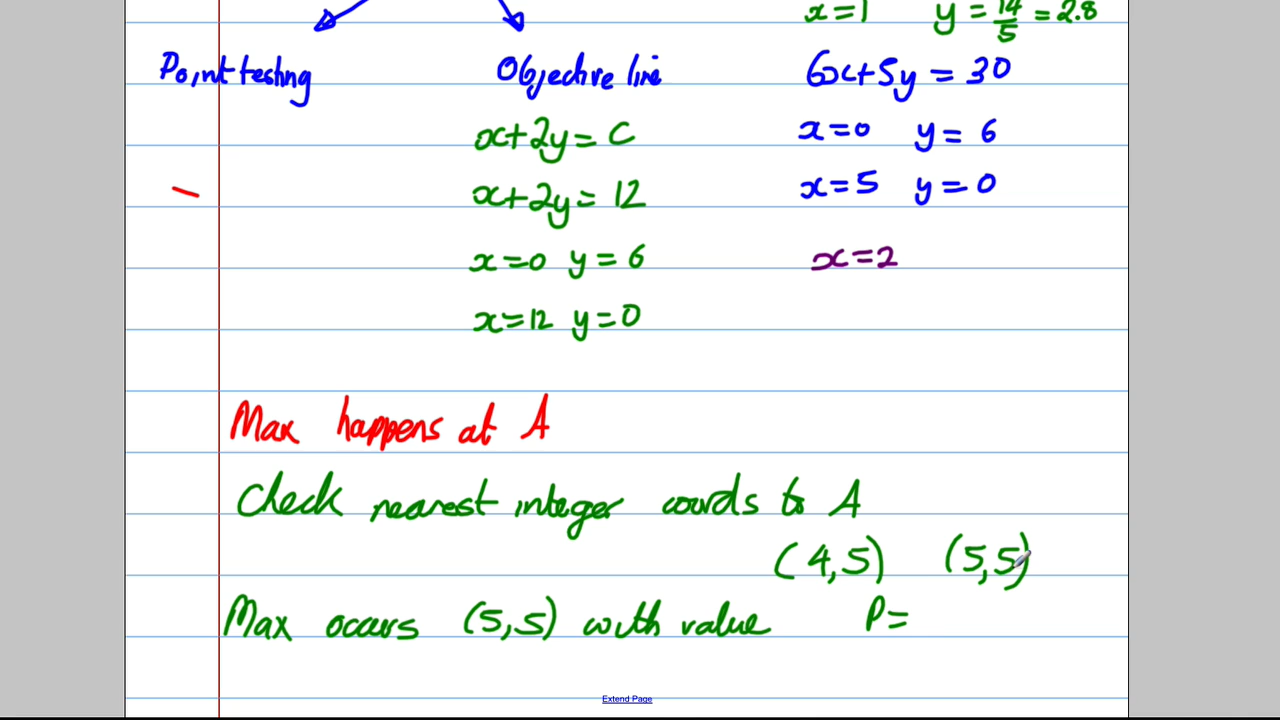 x=1 y = 14/5 = 2.8
Point testing Objective line 6x+5y = 30
x+2y = C x=0 y= 6
x+2y = 12 x=5 y=0
x=0 y = 6 x=2
x=12 y=0
Max happens at A
Check nearest integer coords to A
(4,5) (5,5)
Max occurs (5,5) with value P=
Extend Page